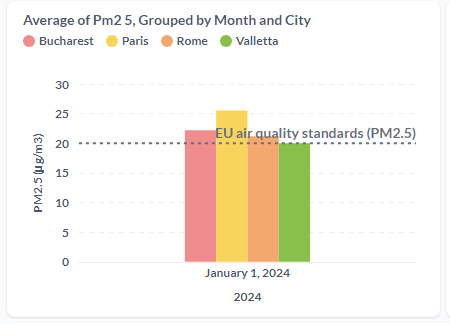 Average of Pm2 5, Grouped by Month and City
Bucharest Paris Rome Valletta
30
25
EU air quality standards (PM2.5)
20
15
10
5
0
PM2.5 (µg/m3)
January 1, 2024
2024